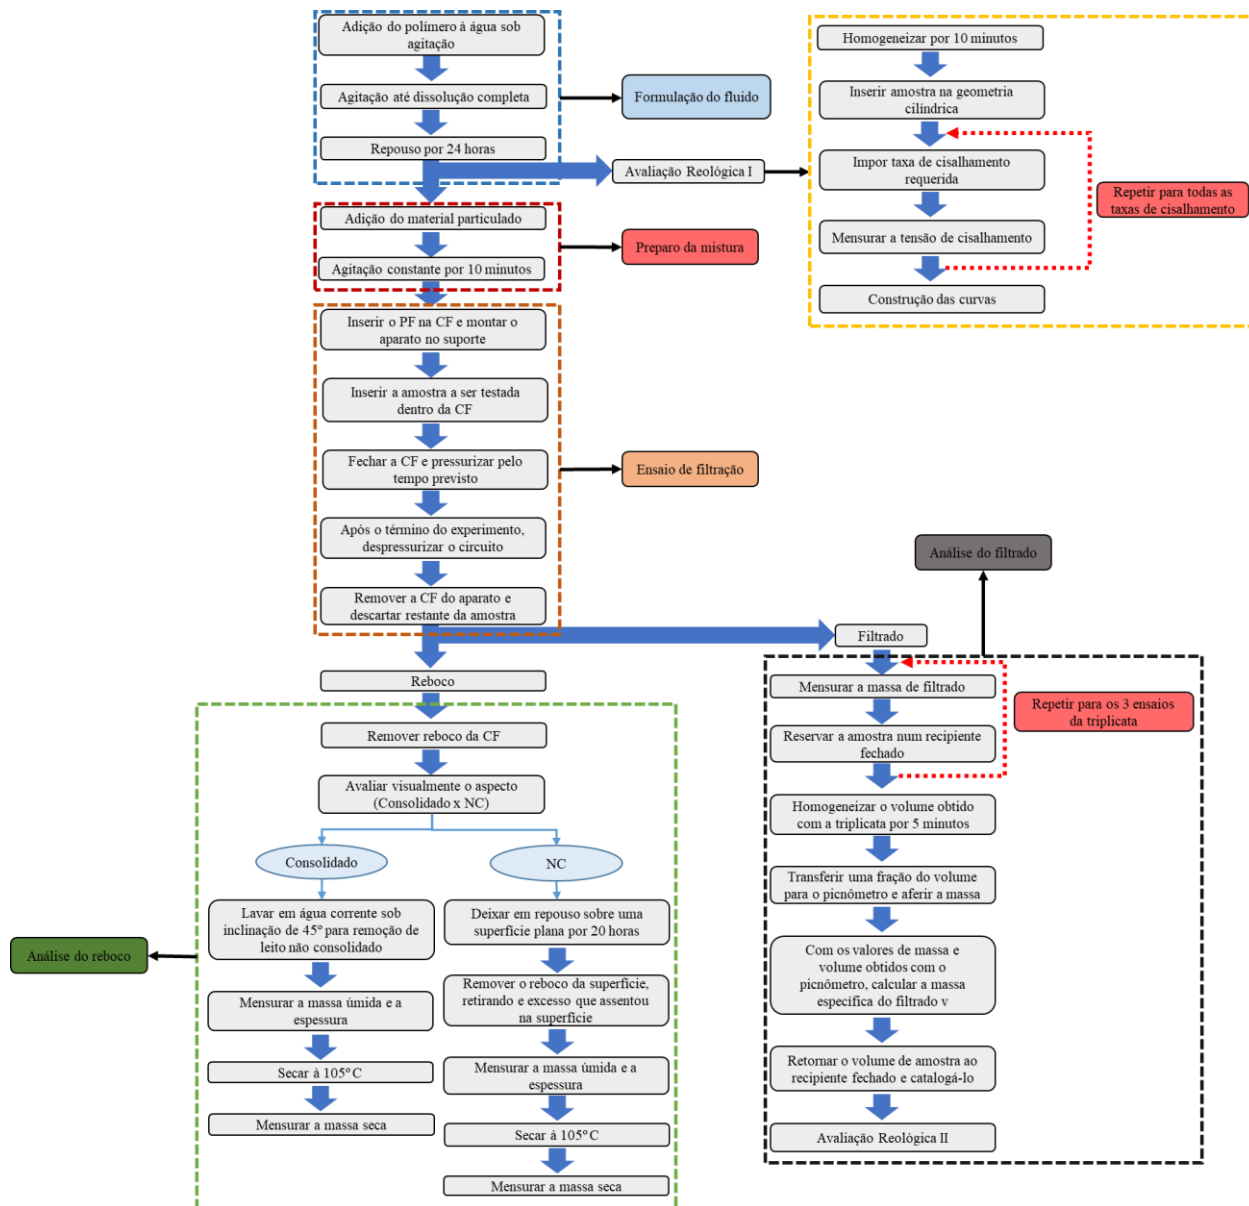 Adição do polímero à água sob
agitação
Agitação até dissolução completa
Repouso por 24 horas
Formulação do fluido
Avaliação Reológica I
Homogeneizar por 10 minutos
Inserir amostra na geometria
cilíndrica
Impor taxa de cisalhamento
requerida
Mensurar a tensão de cisalhamento
Construção das curvas
Repetir para todas as
taxas de cisalhamento
Adição do material particulado
Agitação constante por 10 minutos
Preparo da mistura
Inserir o PF na CF e montar o
aparato no suporte
Inserir a amostra a ser testada
dentro da CF
Fechar a CF e pressurizar pelo
tempo previsto
Após o término do experimento,
despressurizar o circuito
Remover a CF do aparato e
descartar restante da amostra
Ensaio de filtração
Análise do filtrado
Filtrado
Mensurar a massa de filtrado
Reservar a amostra num recipiente
fechado
Repetir para os 3 ensaios
da triplicata
Homogeneizar o volume obtido
com a triplicata por 5 minutos
Transferir uma fração do volume
para o picnômetro e aferir a massa
Com os valores de massa e
volume obtidos com o
picnômetro, calcular a massa
específica do filtrado v
Retornar o volume de amostra ao
recipiente fechado e catalogá-lo
Avaliação Reológica II
Reboco
Remover reboco da CF
Avaliar visualmente o aspecto
(Consolidado x NC)
Consolidado
Lavar em água corrente sob
inclinação de 45º para remoção de
leito não consolidado
Mensurar a massa úmida e a
espessura
Secar à 105º C
Mensurar a massa seca
NC
Deixar em repouso sobre uma
superfície plana por 20 horas
Remover o reboco da superfície,
retirando e excesso que assentou
na superfície
Mensurar a massa úmida e a
espessura
Secar à 105º C
Mensurar a massa seca
Análise do reboco